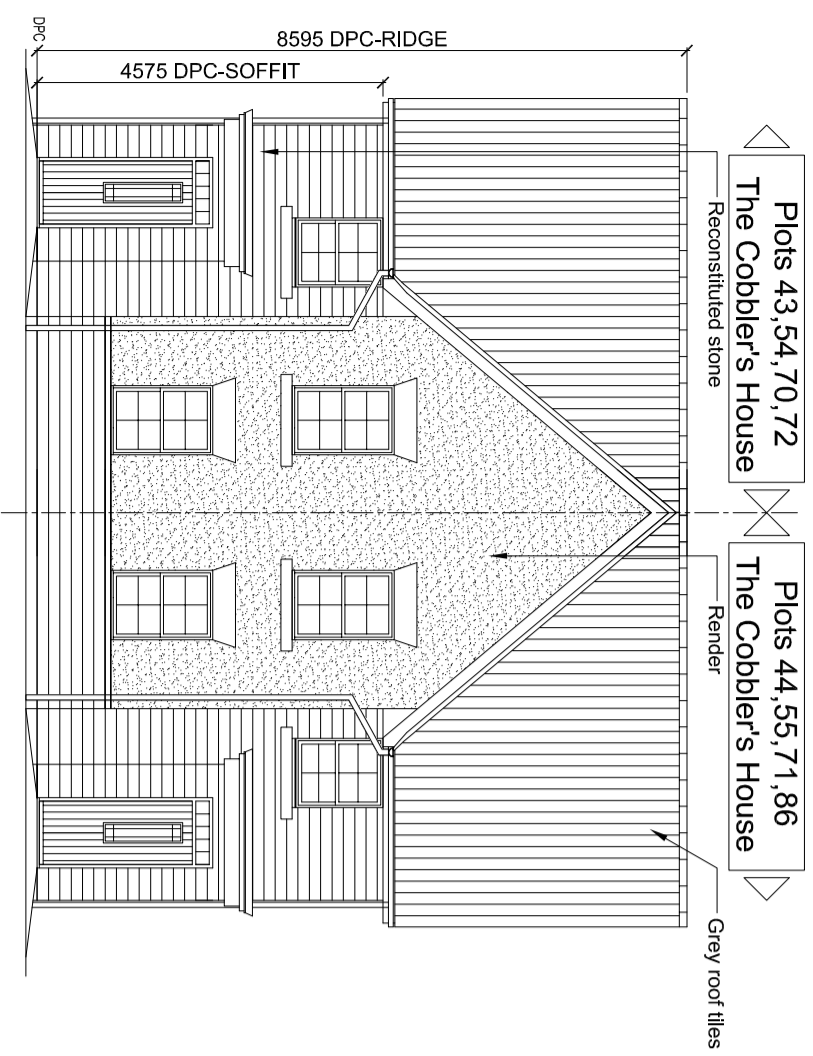 Plots 43,54,70,72
The Cobbler's House
Plots 44,55,71,86
The Cobbler's House
Reconstituted stone
Render
Grey roof tiles
8595 DPC-RIDGE
4575 DPC-SOFFIT
DPC